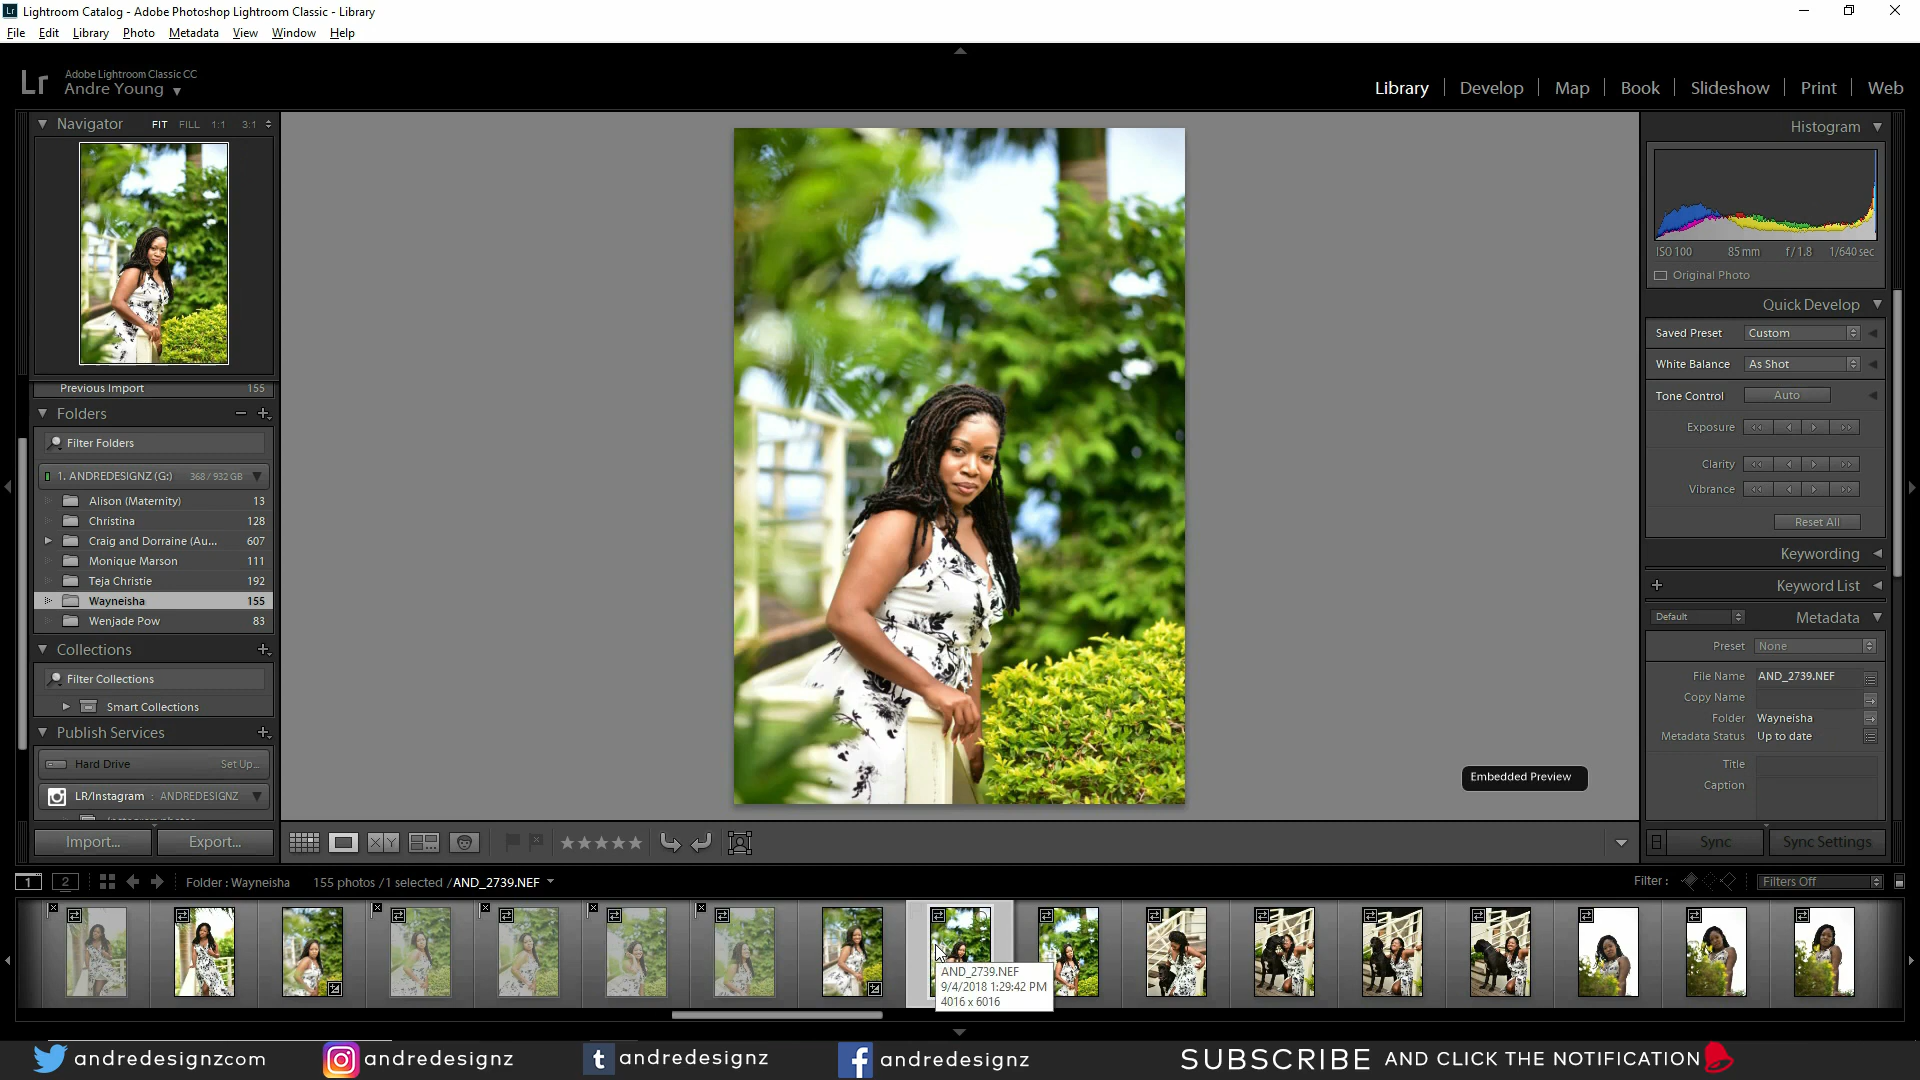 Lr Lightroom Catalog - Adobe Photoshop Lightroom Classic - Library
File Edit Library Photo Metadata View Window Help
Lr Adobe Lightroom Classic CC
Andre Young
Library Develop Map Book Slideshow Print Web
Navigator FIT FILL 1:1 3:1
Histogram
ISO 100 85mm f/1.8 1/640 sec
Original Photo
Quick Develop
Saved Preset Custom
White Balance As Shot
Tone Control Auto
Exposure
Clarity
Vibrance
Reset All
Keywording
Keyword List
Default Metadata
Preset None
File Name AND_2739.NEF
Copy Name
Folder Wayneisha
Metadata Status Up to date
Title
Caption
Sync Sync Settings
Previous Import 155
Folders
Filter Folders
1. ANDREDESIGNZ (G:) 368 / 932 GB
Alison (Maternity) 13
Christina 128
Craig and Dorraine (Au... 607
Monique Marson 111
Teja Christie 192
Wayneisha 155
Wenjade Pow 83
Collections
Filter Collections
Smart Collections
Publish Services
Hard Drive Set Up...
LR/Instagram : ANDREDESIGNZ
Import... Export...
Embedded Preview
X Y
1 2 Folder : Wayneisha 155 photos / 1 selected / AND_2739.NEF Filter : Filters Off
AND_2739.NEF
9/4/2018 1:29:42 PM
4016 x 6016
andredesignzcom andredesignz andredesignz andredesignz SUBSCRIBE AND CLICK THE NOTIFICATION